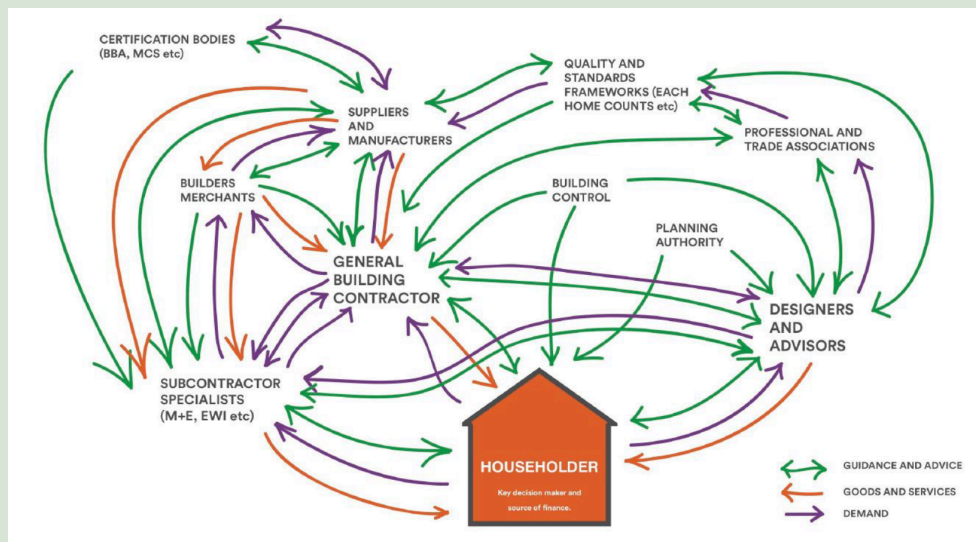 CERTIFICATION BODIES
(BBA, MCS etc)
QUALITY AND
STANDARDS
FRAMEWORKS (EACH
HOME COUNTS etc)
SUPPLIERS
AND
MANUFACTURERS
PROFESSIONAL AND
TRADE ASSOCIATIONS
BUILDERS
MERCHANTS
BUILDING
CONTROL
PLANNING
AUTHORITY
GENERAL
BUILDING
CONTRACTOR
DESIGNERS
AND
ADVISORS
SUBCONTRACTOR
SPECIALISTS
(M+E, EWI etc)
HOUSEHOLDER
Key decision maker and
source of finance.
GUIDANCE AND ADVICE
GOODS AND SERVICES
DEMAND